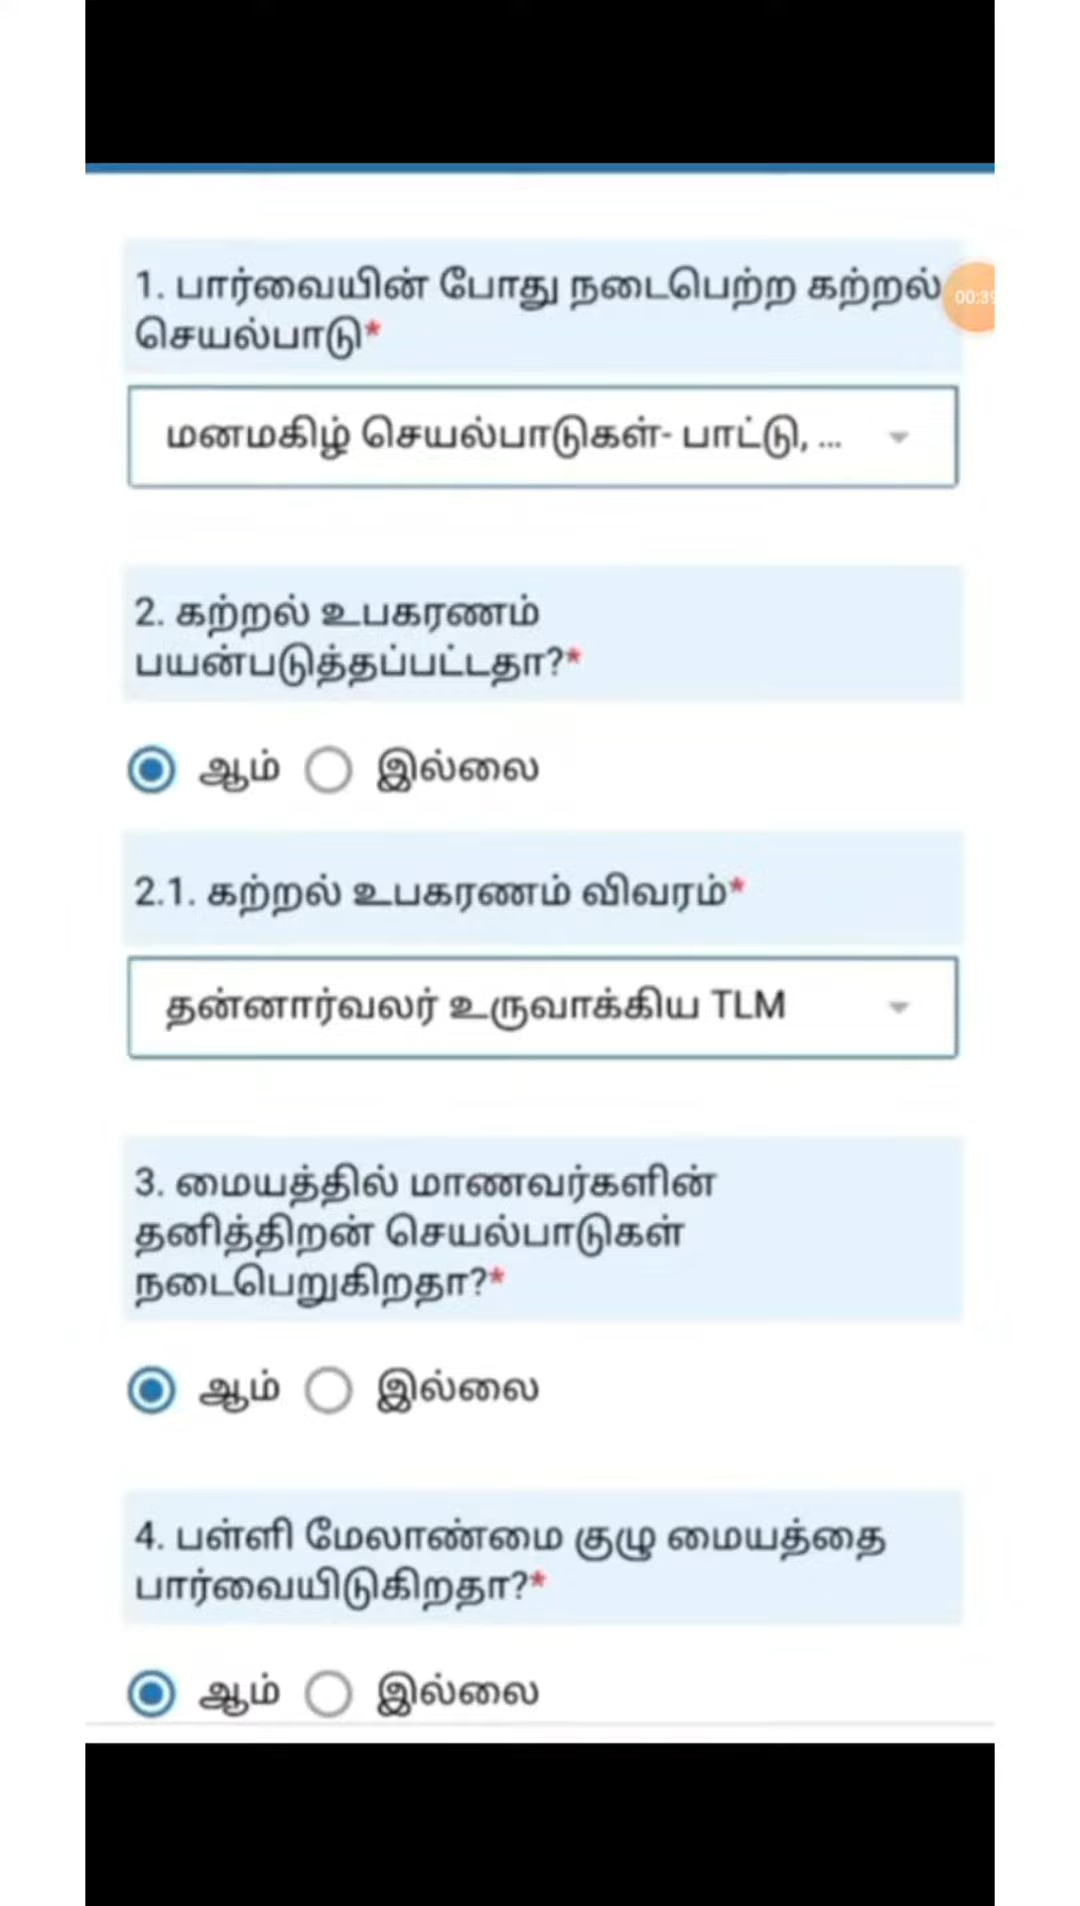 1. பார்வையின் போது நடைபெற்ற கற்றல்
செயல்பாடு*
00:39
மனமகிழ் செயல்பாடுகள்- பாட்டு, ...
2. கற்றல் உபகரணம்
பயன்படுத்தப்பட்டதா?*
ஆம் இல்லை
2.1. கற்றல் உபகரணம் விவரம்*
தன்னார்வலர் உருவாக்கிய TLM
3. மையத்தில் மாணவர்களின்
தனித்திறன் செயல்பாடுகள்
நடைபெறுகிறதா?*
ஆம் இல்லை
4. பள்ளி மேலாண்மை குழு மையத்தை
பார்வையிடுகிறதா?*
ஆம் இல்லை